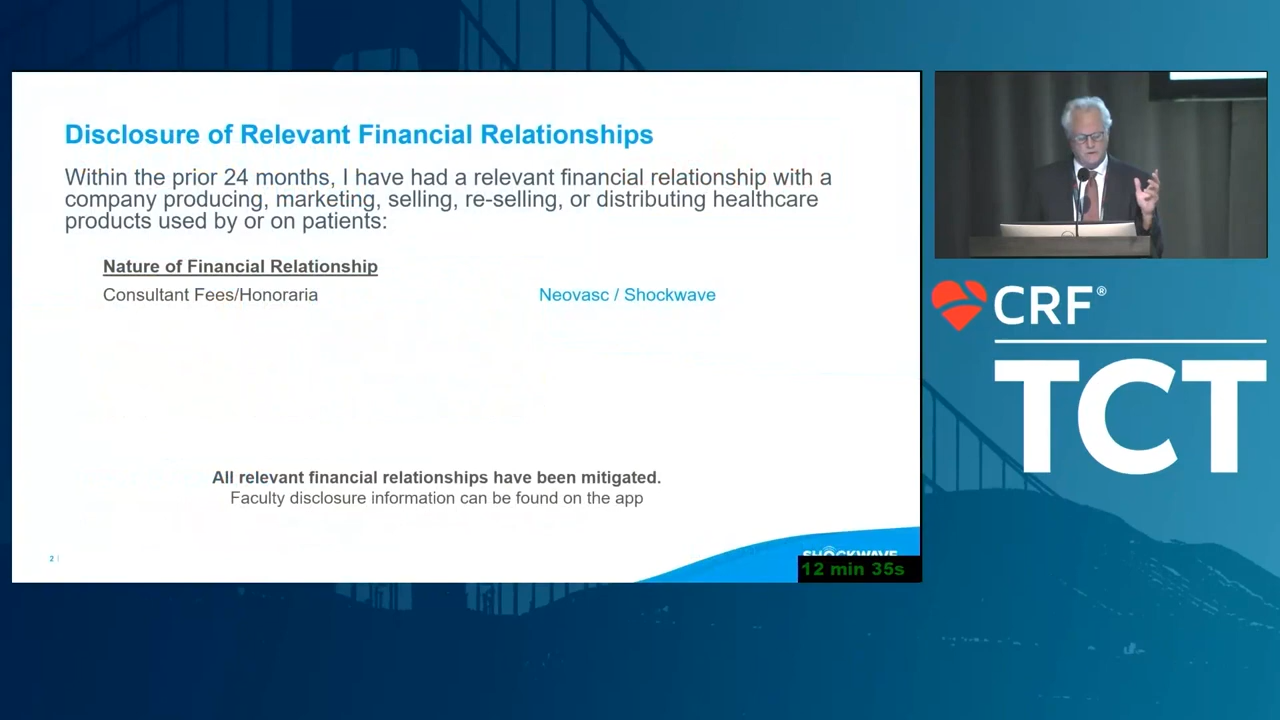 Disclosure of Relevant Financial Relationships
Within the prior 24 months, I have had a relevant financial relationship with a
company producing, marketing, selling, re-selling, or distributing healthcare
products used by or on patients:
Nature of Financial Relationship
Consultant Fees/Honoraria Neovasc / Shockwave
All relevant financial relationships have been mitigated.
Faculty disclosure information can be found on the app
2 |
SHOCKWAVE
12 min 35s
CRF®
TCT